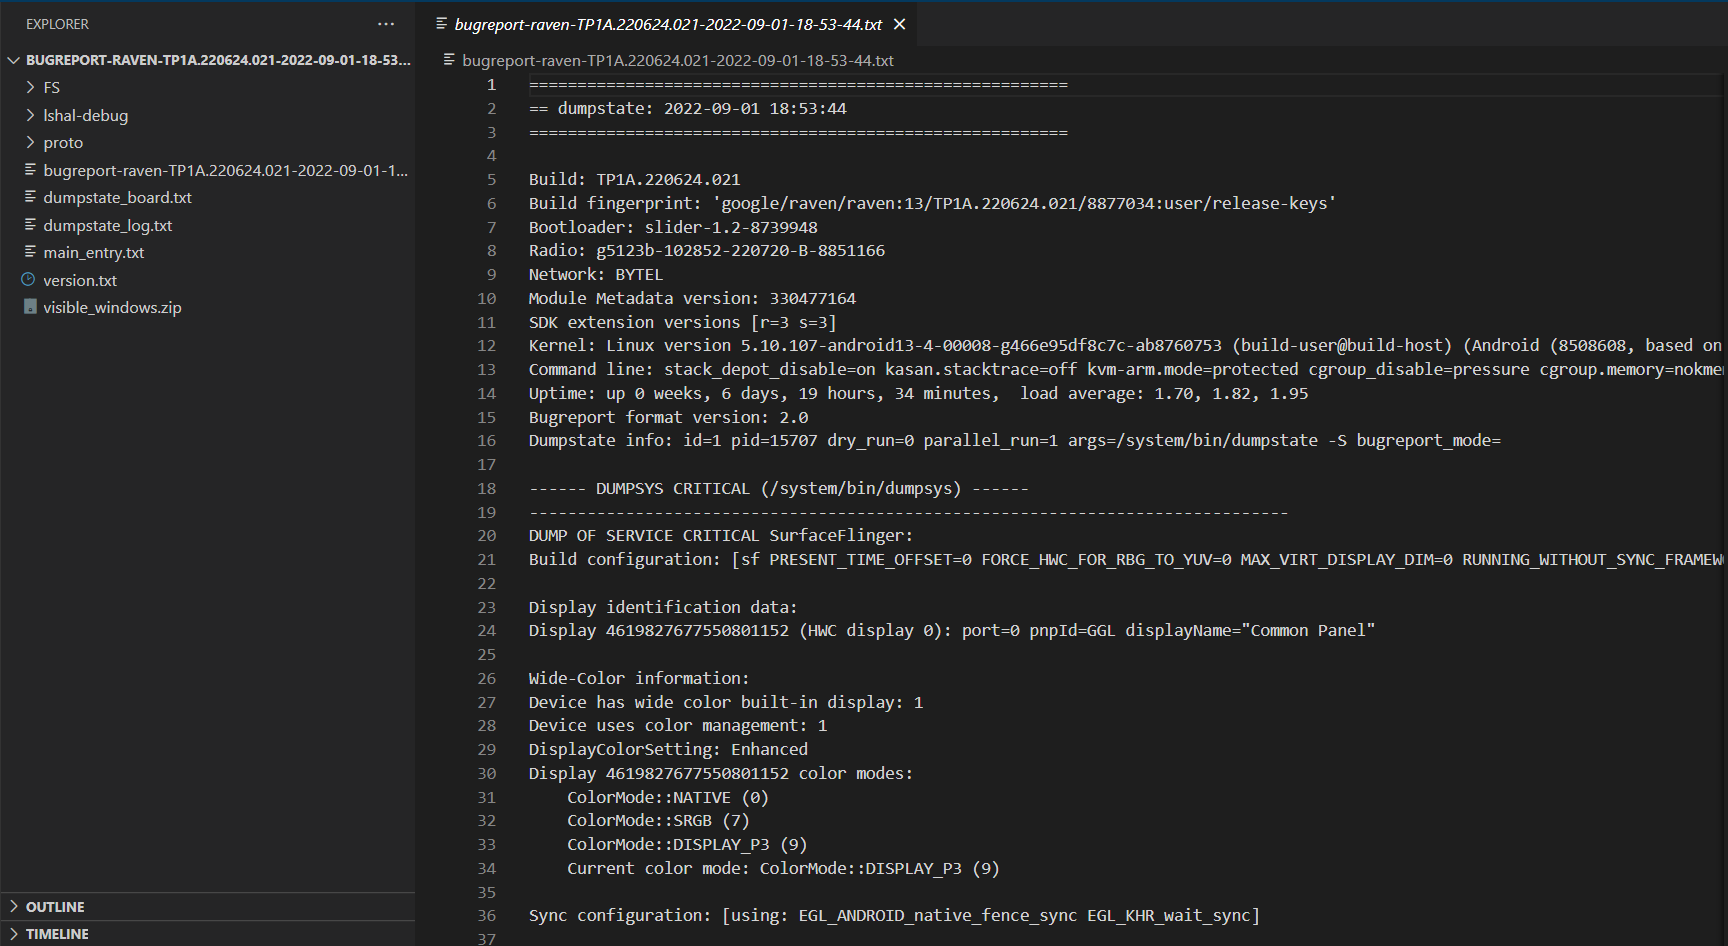 EXPLORER
BUGREPORT-RAVEN-TP1A.220624.021-2022-09-01-18-53...
FS
lshal-debug
proto
bugreport-raven-TP1A.220624.021-2022-09-01-1...
dumpstate_board.txt
dumpstate_log.txt
main_entry.txt
version.txt
visible_windows.zip
OUTLINE
TIMELINE
bugreport-raven-TP1A.220624.021-2022-09-01-18-53-44.txt
bugreport-raven-TP1A.220624.021-2022-09-01-18-53-44.txt
1 ========================================================
2 == dumpstate: 2022-09-01 18:53:44
3 ========================================================
4
5 Build: TP1A.220624.021
6 Build fingerprint: 'google/raven/raven:13/TP1A.220624.021/8877034:user/release-keys'
7 Bootloader: slider-1.2-8739948
8 Radio: g5123b-102852-220720-B-8851166
9 Network: BYTEL
10 Module Metadata version: 330477164
11 SDK extension versions [r=3 s=3]
12 Kernel: Linux version 5.10.107-android13-4-00008-g466e95df8c7c-ab8760753 (build-user@build-host) (Android (8508608, based on
13 Command line: stack_depot_disable=on kasan.stacktrace=off kvm-arm.mode=protected cgroup_disable=pressure cgroup.memory=nokme
14 Uptime: up 0 weeks, 6 days, 19 hours, 34 minutes,  load average: 1.70, 1.82, 1.95
15 Bugreport format version: 2.0
16 Dumpstate info: id=1 pid=15707 dry_run=0 parallel_run=1 args=/system/bin/dumpstate -S bugreport_mode=
17
18 ------ DUMPSYS CRITICAL (/system/bin/dumpsys) ------
19 -------------------------------------------------------------------------------
20 DUMP OF SERVICE CRITICAL SurfaceFlinger:
21 Build configuration: [sf PRESENT_TIME_OFFSET=0 FORCE_HWC_FOR_RBG_TO_YUV=0 MAX_VIRT_DISPLAY_DIM=0 RUNNING_WITHOUT_SYNC_FRAMEW
22
23 Display identification data:
24 Display 4619827677550801152 (HWC display 0): port=0 pnpId=GGL displayName="Common Panel"
25
26 Wide-Color information:
27 Device has wide color built-in display: 1
28 Device uses color management: 1
29 DisplayColorSetting: Enhanced
30 Display 4619827677550801152 color modes:
31     ColorMode::NATIVE (0)
32     ColorMode::SRGB (7)
33     ColorMode::DISPLAY_P3 (9)
34     Current color mode: ColorMode::DISPLAY_P3 (9)
35
36 Sync configuration: [using: EGL_ANDROID_native_fence_sync EGL_KHR_wait_sync]
37